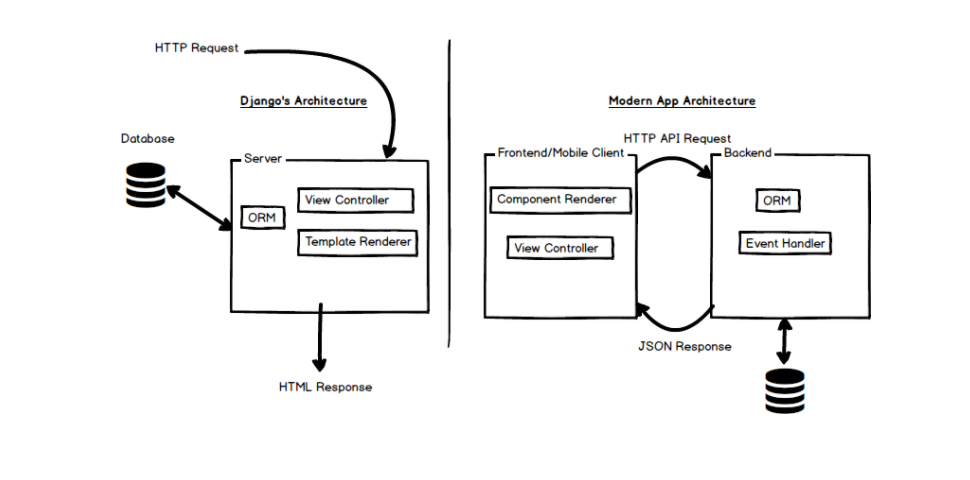 HTTP Request
Django's Architecture
Database
Server
View Controller
ORM
Template Renderer
HTML Response
Modern App Architecture
HTTP API Request
Frontend/Mobile Client
Backend
Component Renderer
ORM
View Controller
Event Handler
JSON Response